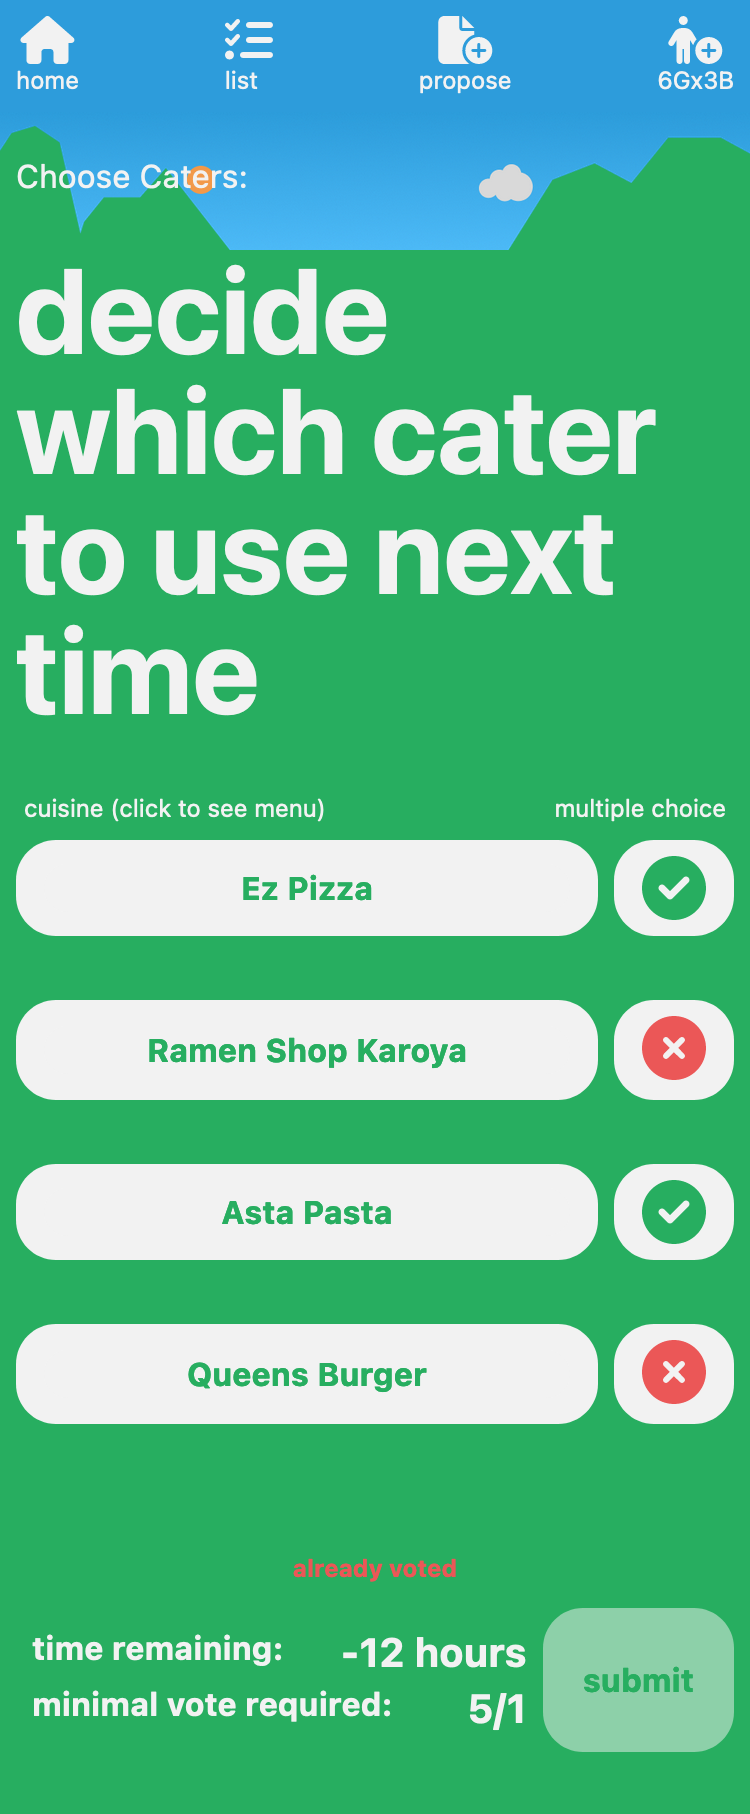 home
list
propose
6Gx3B
Choose Caters:
decide
which cater
to use next
time
cuisine (click to see menu)
multiple choice
Ez Pizza
Ramen Shop Karoya
Asta Pasta
Queens Burger
already voted
time remaining:
-12 hours
minimal vote required:
5/1
submit